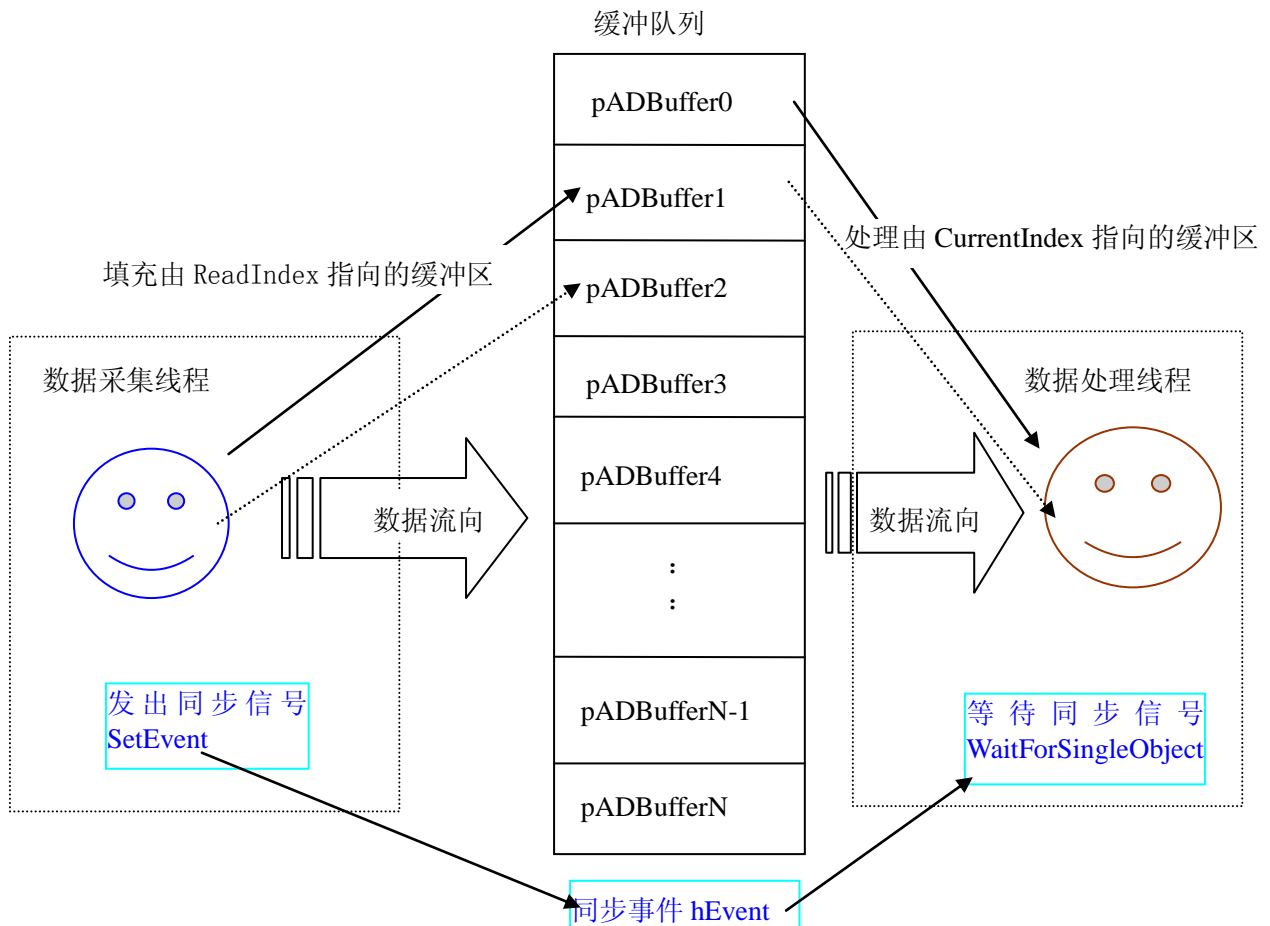 缓冲队列
pADBuffer0
pADBuffer1
处理由 CurrentIndex 指向的缓冲区
填充由 ReadIndex 指向的缓冲区
pADBuffer2
数据采集线程
pADBuffer3
数据处理线程
pADBuffer4
数据流向
数据流向
:
:
发出同步信号
SetEvent
pADBufferN-1
等待同步信号
WaitForSingleObject
pADBufferN
同步事件 hEvent